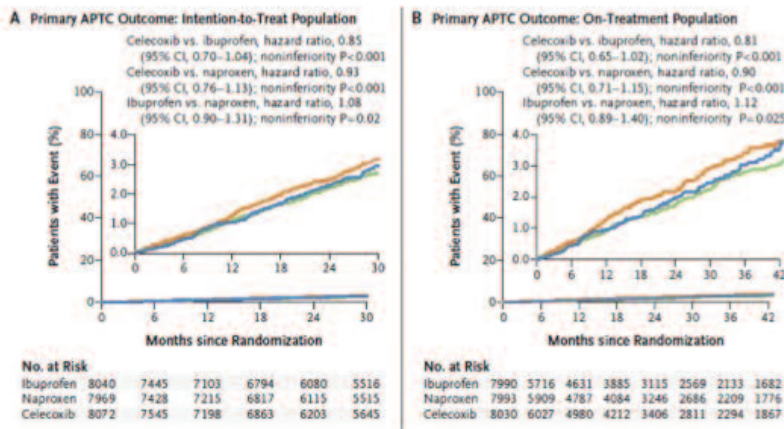 A Primary APTC Outcome: Intention-to-Treat Population
Celecoxib vs. ibuprofen, hazard ratio, 0.85
(95% CI, 0.70–1.04); noninferiority P<0.001
Celecoxib vs. naproxen, hazard ratio, 0.93
(95% CI, 0.76–1.13); noninferiority P<0.001
Ibuprofen vs. naproxen, hazard ratio, 1.08
(95% CI, 0.90–1.31); noninferiority P=0.02
Patients with Event (%)
100
80
60
40
20
0
4.0
3.0
2.0
1.0
0.0
0 6 12 18 24 30
0 6 12 18 24 30
Months since Randomization
No. at Risk
Ibuprofen 8040 7445 7103 6794 6080 5516
Naproxen 7969 7428 7215 6817 6115 5515
Celecoxib 8072 7545 7198 6863 6203 5645
B Primary APTC Outcome: On-Treatment Population
Celecoxib vs. ibuprofen, hazard ratio, 0.81
(95% CI, 0.65–1.02); noninferiority P<0.001
Celecoxib vs. naproxen, hazard ratio, 0.90
(95% CI, 0.71–1.15); noninferiority P<0.001
Ibuprofen vs. naproxen, hazard ratio, 1.12
(95% CI, 0.89–1.40); noninferiority P=0.025
Patients with Event (%)
100
80
60
40
20
0
4.0
3.0
2.0
1.0
0.0
0 6 12 18 24 30 36 42
0 6 12 18 24 30 36 42
Months since Randomization
No. at Risk
Ibuprofen 7990 5716 4631 3885 3115 2569 2133 1682
Naproxen 7993 5909 4787 4084 3246 2686 2209 1776
Celecoxib 8030 6027 4980 4212 3406 2811 2294 1867